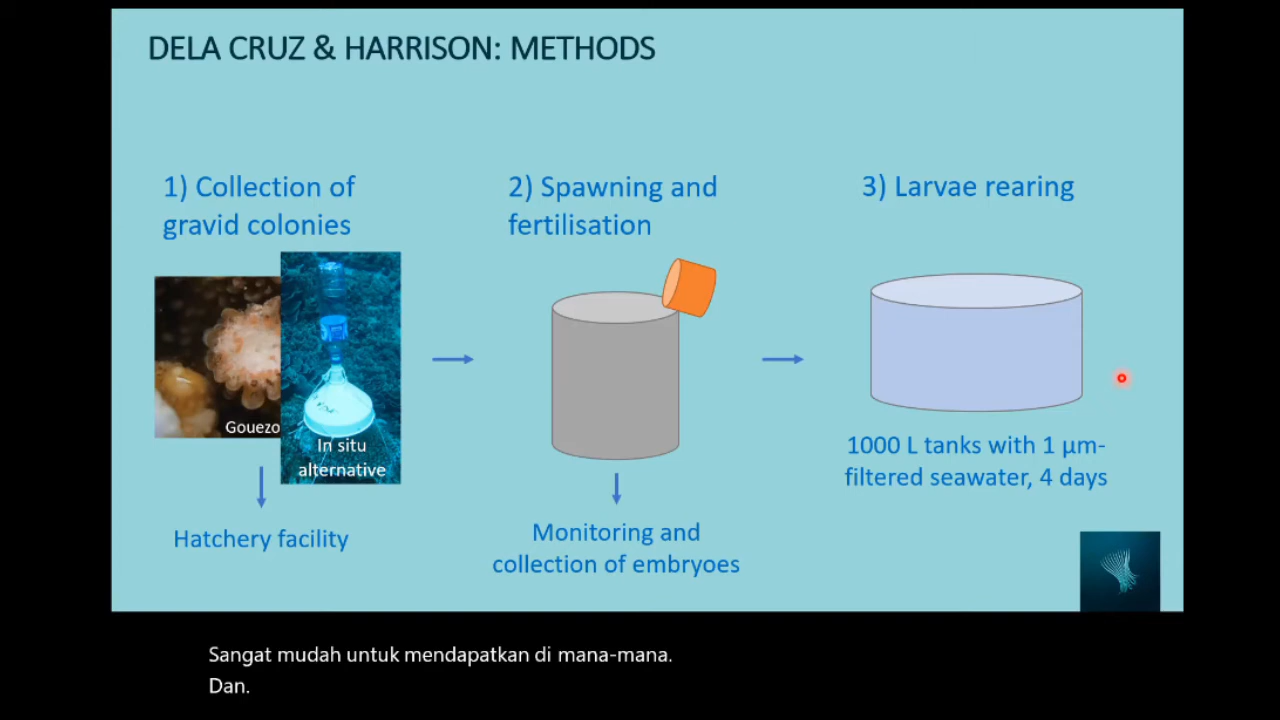 DELA CRUZ & HARRISON: METHODS
1) Collection of
gravid colonies
2) Spawning and
fertilisation
3) Larvae rearing
Gouezo
In situ
alternative
1000 L tanks with 1 µm-
filtered seawater, 4 days
Hatchery facility
Monitoring and
collection of embryoes
Sangat mudah untuk mendapatkan di mana-mana.
Dan.